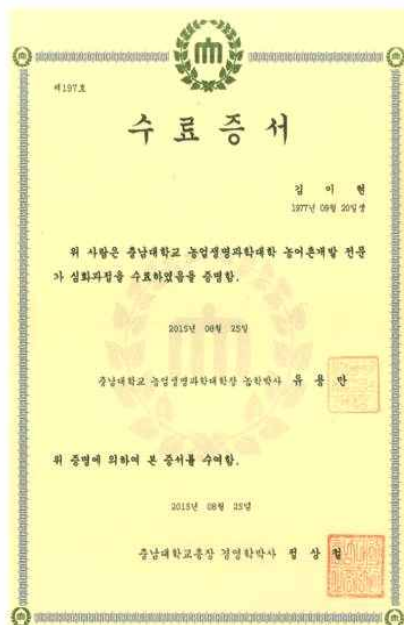 제197호
수료증서
김이현
1977년 09월 20일생
위 사람은 충남대학교 농업생명과학대학 농어촌개발 전문
가 심화과정을 수료하였음을 증명함.
2015년 08월 25일
충남대학교 농업생명과학대학장 농학박사 유용만
위 증명에 의하여 본 증서를 수여함.
2015년 08월 25일
충남대학교총장 경영학박사 정상철